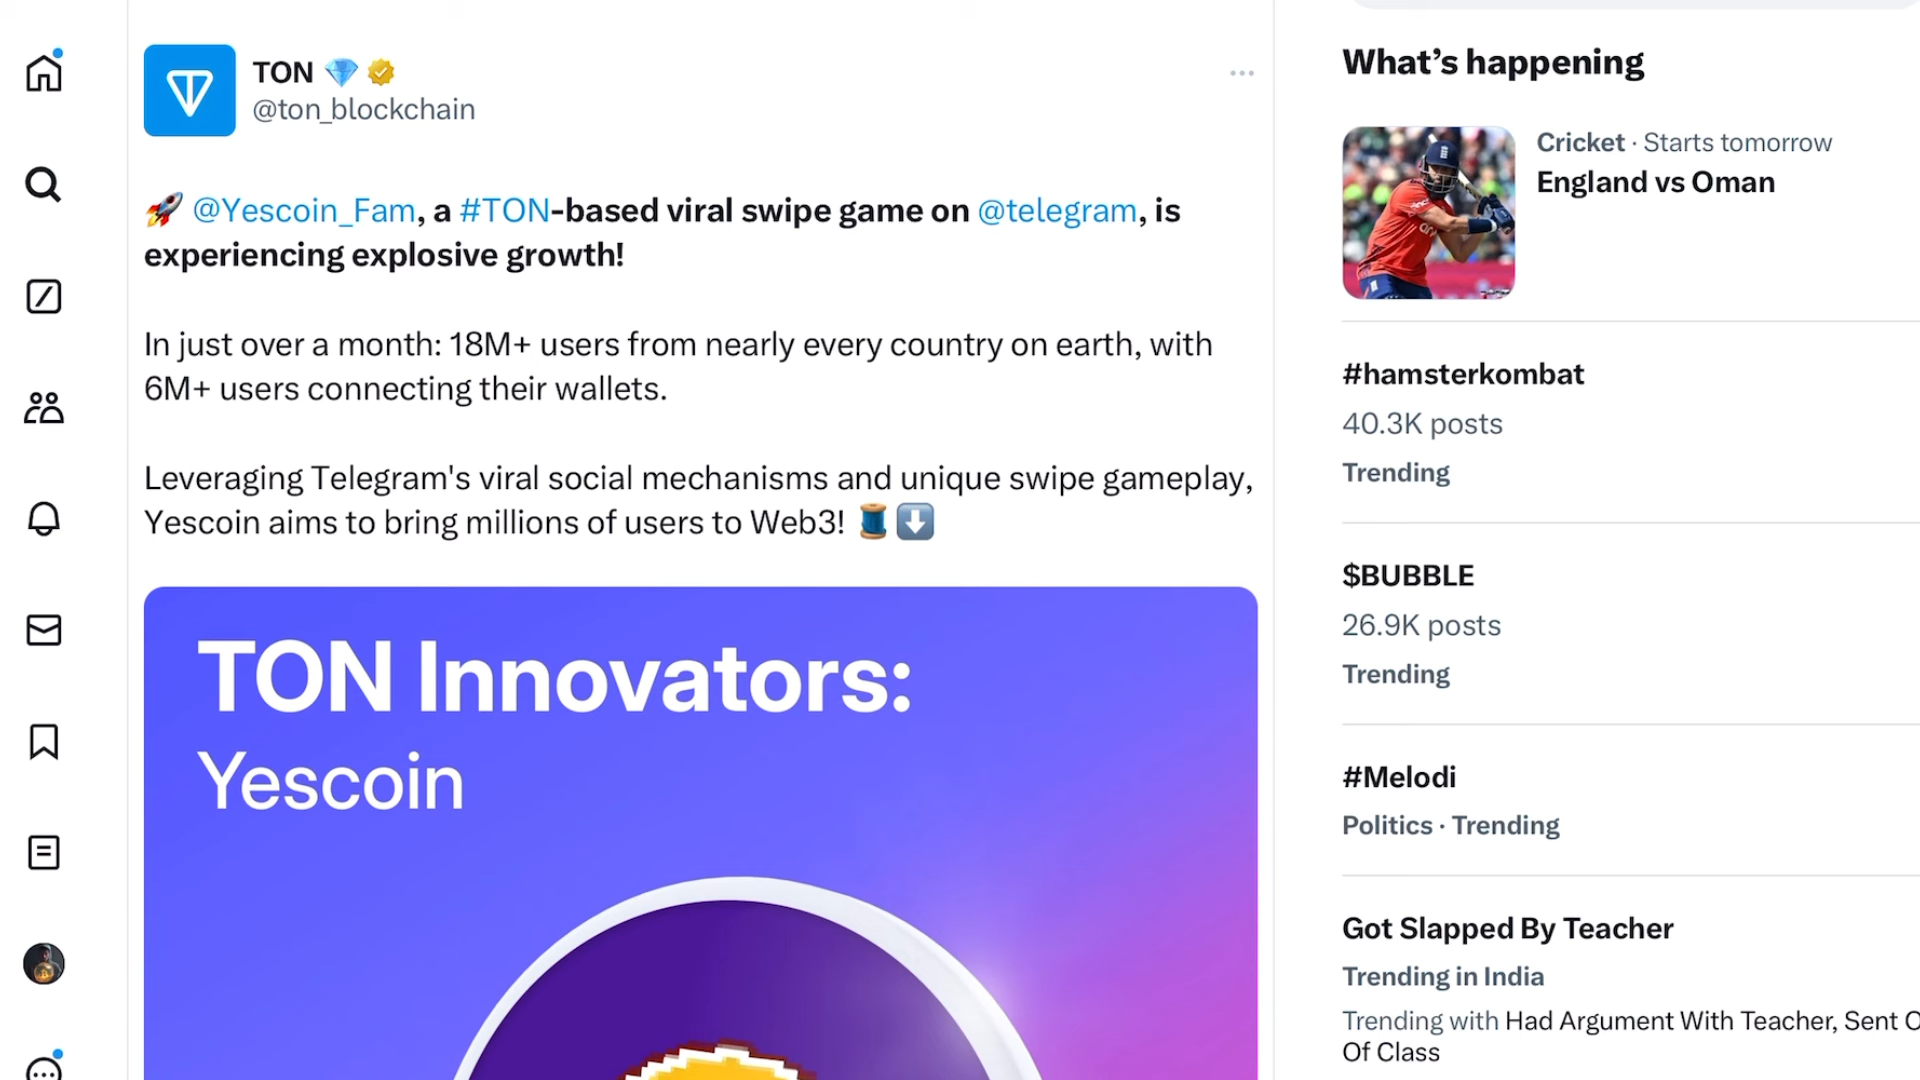 TON 💎
@ton_blockchain
🚀 @Yescoin_Fam, a #TON-based viral swipe game on @telegram, is
experiencing explosive growth!
In just over a month: 18M+ users from nearly every country on earth, with
6M+ users connecting their wallets.
Leveraging Telegram's viral social mechanisms and unique swipe gameplay,
Yescoin aims to bring millions of users to Web3! 🧵⬇️
TON Innovators:
Yescoin
What's happening
Cricket · Starts tomorrow
England vs Oman
#hamsterkombat
40.3K posts
Trending
$BUBBLE
26.9K posts
Trending
#Melodi
Politics · Trending
Got Slapped By Teacher
Trending in India
Trending with Had Argument With Teacher, Sent O
Of Class